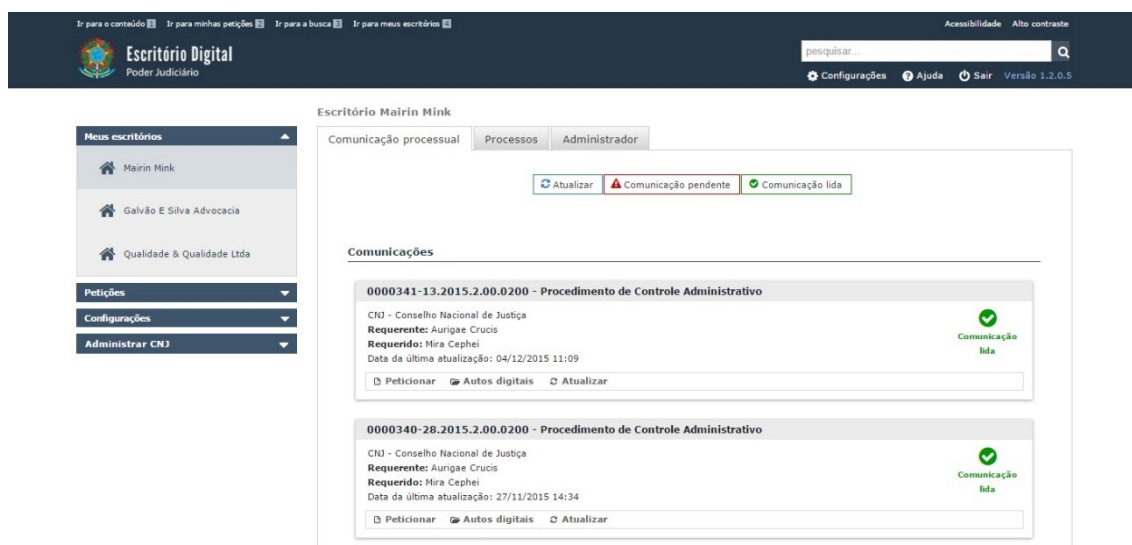 Ir para o conteúdo 1 Ir para minhas petições 2 Ir para a busca 3 Ir para meus escritórios 4 Acessibilidade Alto contraste
Escritório Digital
Poder Judiciário
pesquisar...
Configurações Ajuda Sair Versão 1.2.0.5
Escritório Mairin Mink
Meus escritórios
Mairin Mink
Galvão E Silva Advocacia
Qualidade & Qualidade Ltda
Petições
Configurações
Administrar CNJ
Comunicação processual Processos Administrador
Atualizar Comunicação pendente Comunicação lida
Comunicações
0000341-13.2015.2.00.0200 - Procedimento de Controle Administrativo
CNJ - Conselho Nacional de Justiça
Requerente: Aurigae Crucis
Requerido: Mira Cephei
Data da última atualização: 04/12/2015 11:09
Comunicação
lida
Peticionar Autos digitais Atualizar
0000340-28.2015.2.00.0200 - Procedimento de Controle Administrativo
CNJ - Conselho Nacional de Justiça
Requerente: Aurigae Crucis
Requerido: Mira Cephei
Data da última atualização: 27/11/2015 14:34
Comunicação
lida
Peticionar Autos digitais Atualizar